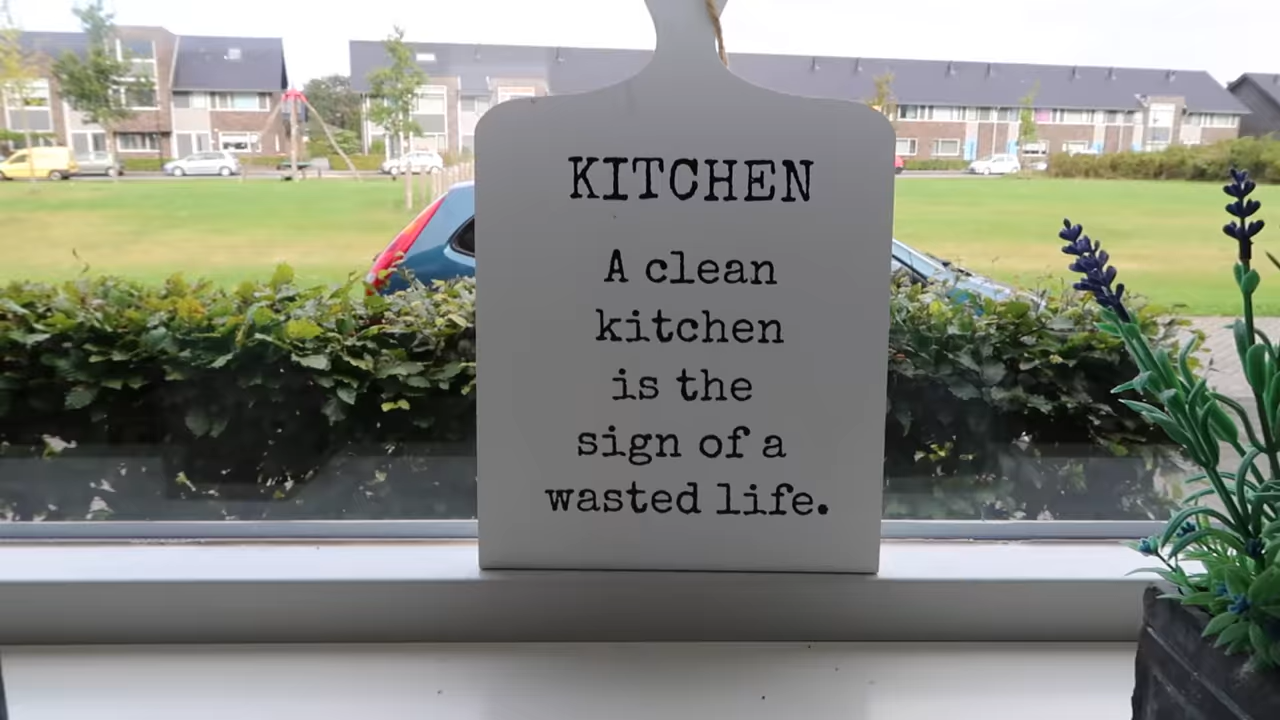 KITCHEN
A clean
kitchen
is the
sign of a
wasted life.